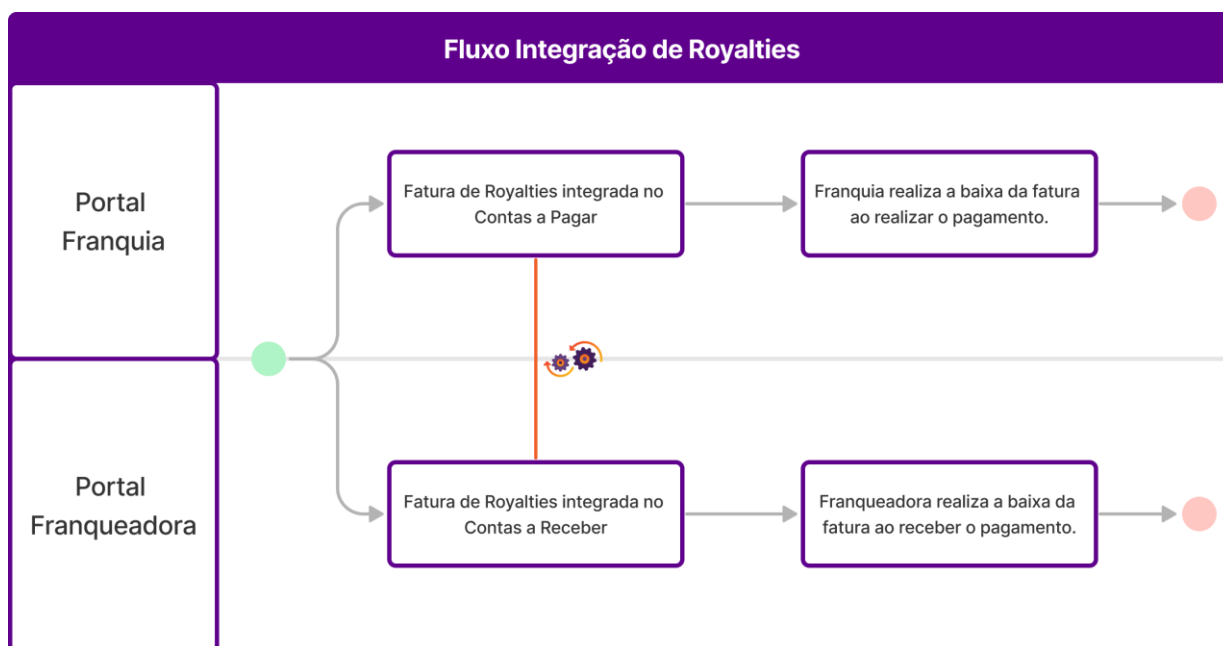 Fluxo Integração de Royalties
Portal
Franquia
Fatura de Royalties integrada no
Contas a Pagar
Franquia realiza a baixa da fatura
ao realizar o pagamento.
Portal
Franqueadora
Fatura de Royalties integrada no
Contas a Receber
Franqueadora realiza a baixa da
fatura ao receber o pagamento.